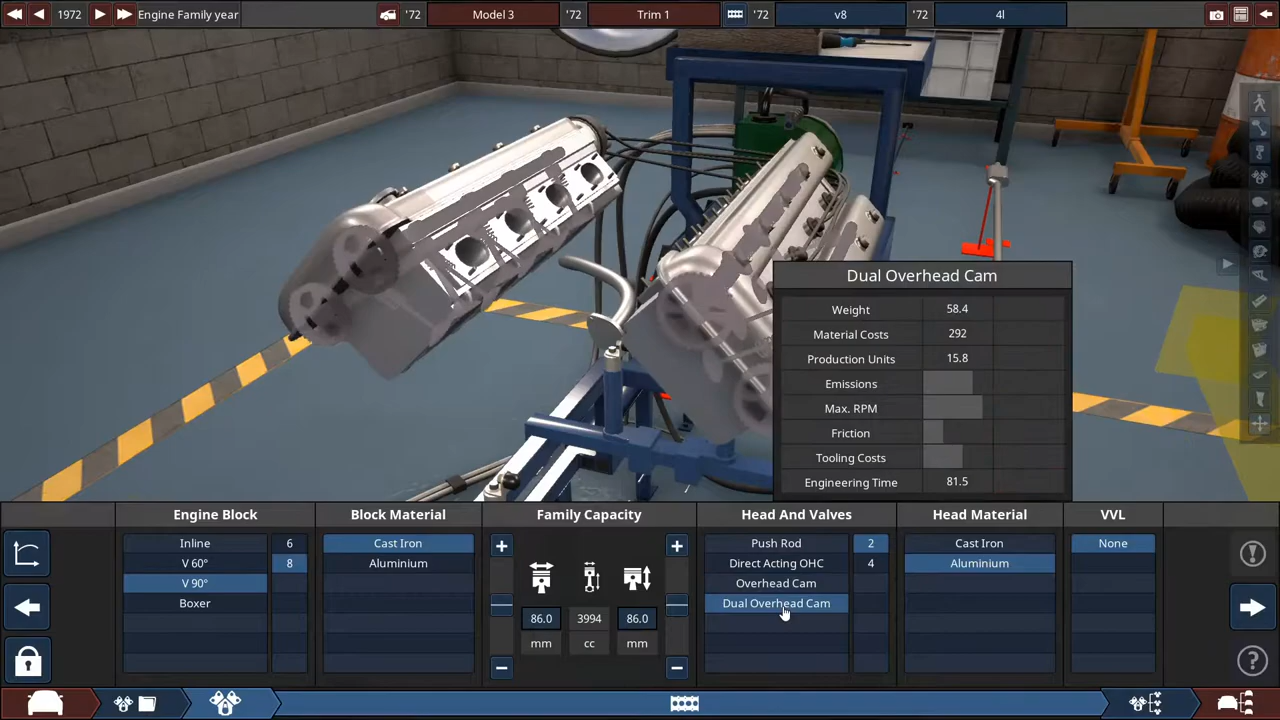 1972 Engine Family year '72 Model 3 '72 Trim 1 '72 v8 '72 4l
Dual Overhead Cam
Weight 58.4
Material Costs 292
Production Units 15.8
Emissions
Max. RPM
Friction
Tooling Costs
Engineering Time 81.5
Engine Block Block Material Family Capacity Head And Valves Head Material VVL
Inline 6 Cast Iron Push Rod 2 Cast Iron None
V 60° 8 Aluminium Direct Acting OHC 4 Aluminium
V 90° Overhead Cam
Boxer Dual Overhead Cam
86.0 3994 86.0
mm cc mm